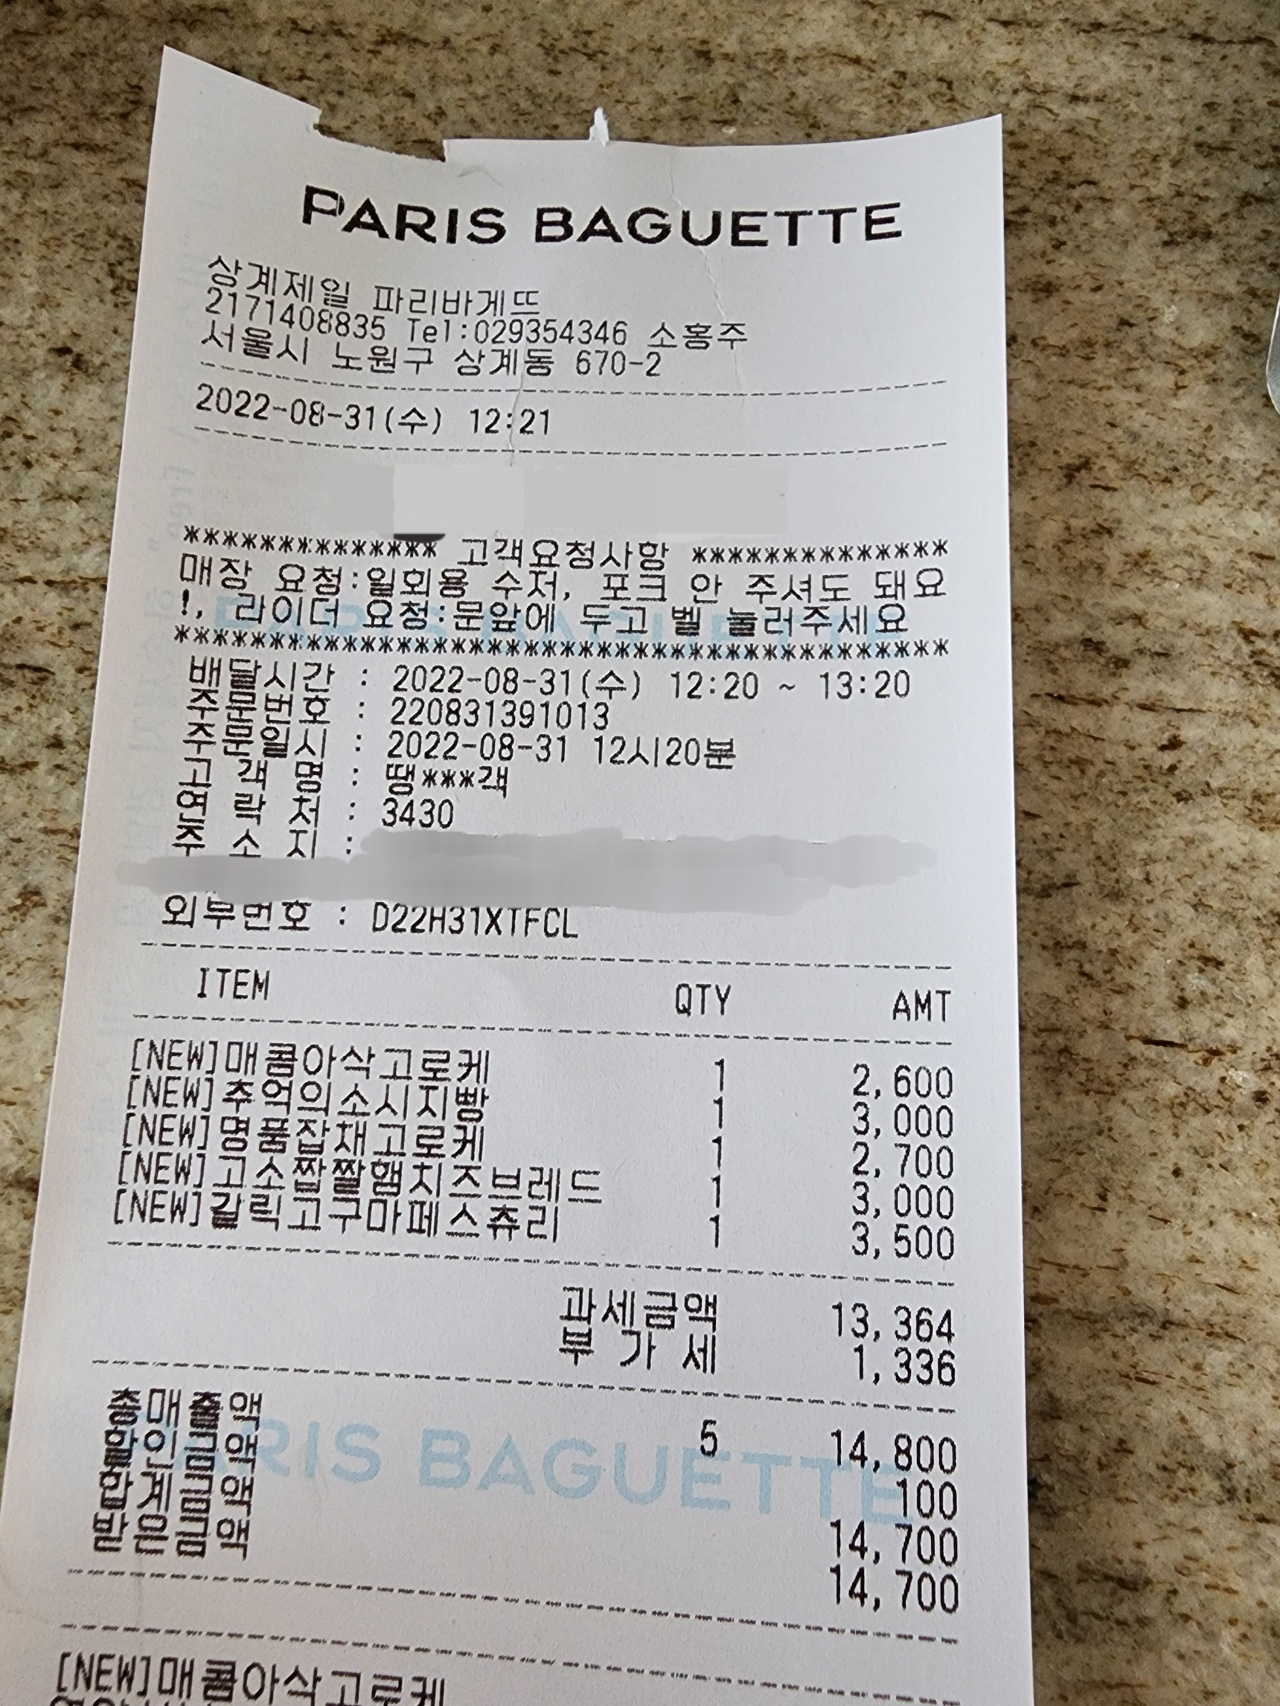 PARIS BAGUETTE
상계제일 파리바게뜨
2171408835 Tel:029354346 소홍주
서울시 노원구 상계동 670-2
2022-08-31(수) 12:21
************** 고객요청사항 **************
매장 요청:일회용 수저, 포크 안 주셔도 돼요
!, 라이더 요청:문앞에 두고 벨 눌러주세요
******************************************
배달시간 : 2022-08-31(수) 12:20 ~ 13:20
주문번호 : 220831391013
주문일시 : 2022-08-31 12시20분
고 객 명 : 땡***객
연 락 처 : 3430
주 소 지 :
외부번호 : D22H31XTFCL
ITEM QTY AMT
[NEW]매콤아삭고로케 1 2,600
[NEW]추억의소시지빵 1 3,000
[NEW]명품잡채고로케 1 2,700
[NEW]고소짭짤햄치즈브레드 1 3,000
[NEW]갈릭고구마페스츄리 1 3,500
과세금액 13,364
부 가 세 1,336
총매출액 5 14,800
할인금액 100
합계금액 14,700
받은금액 14,700
PARIS BAGUETTE
[NEW]매콤아삭고로케